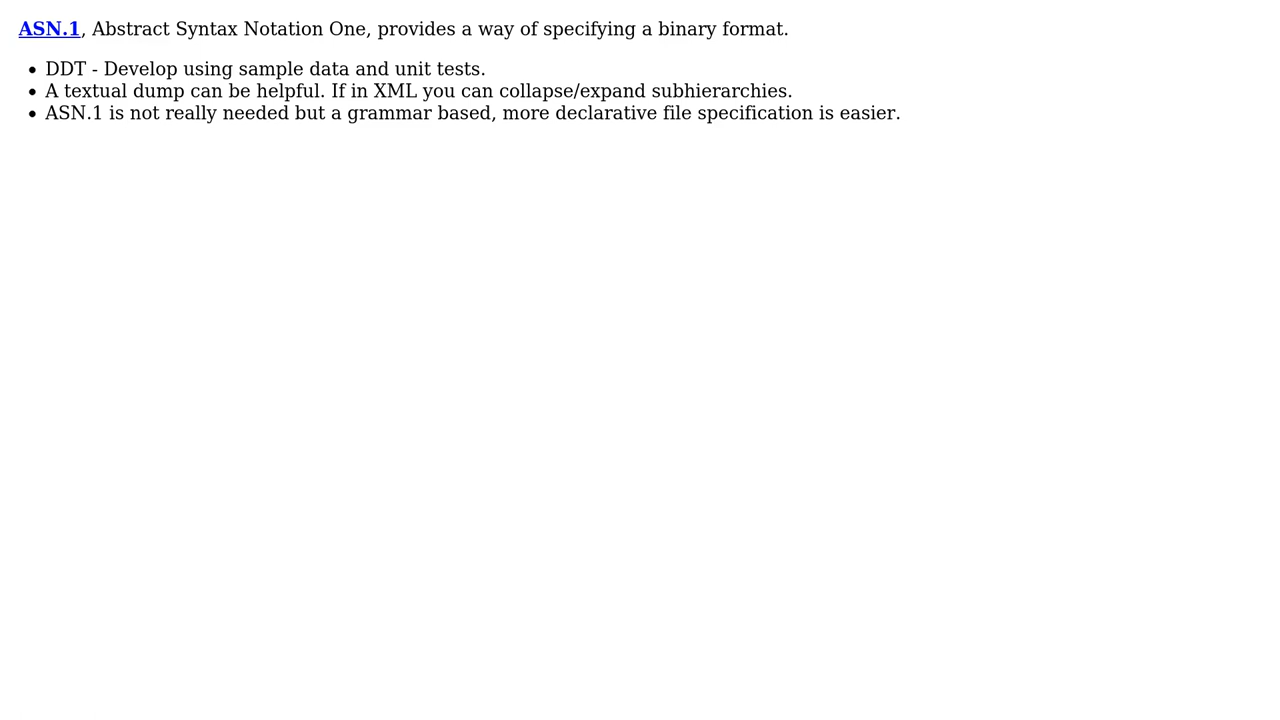 ASN.1, Abstract Syntax Notation One, provides a way of specifying a binary format.
• DDT - Develop using sample data and unit tests.
• A textual dump can be helpful. If in XML you can collapse/expand subhierarchies.
• ASN.1 is not really needed but a grammar based, more declarative file specification is easier.